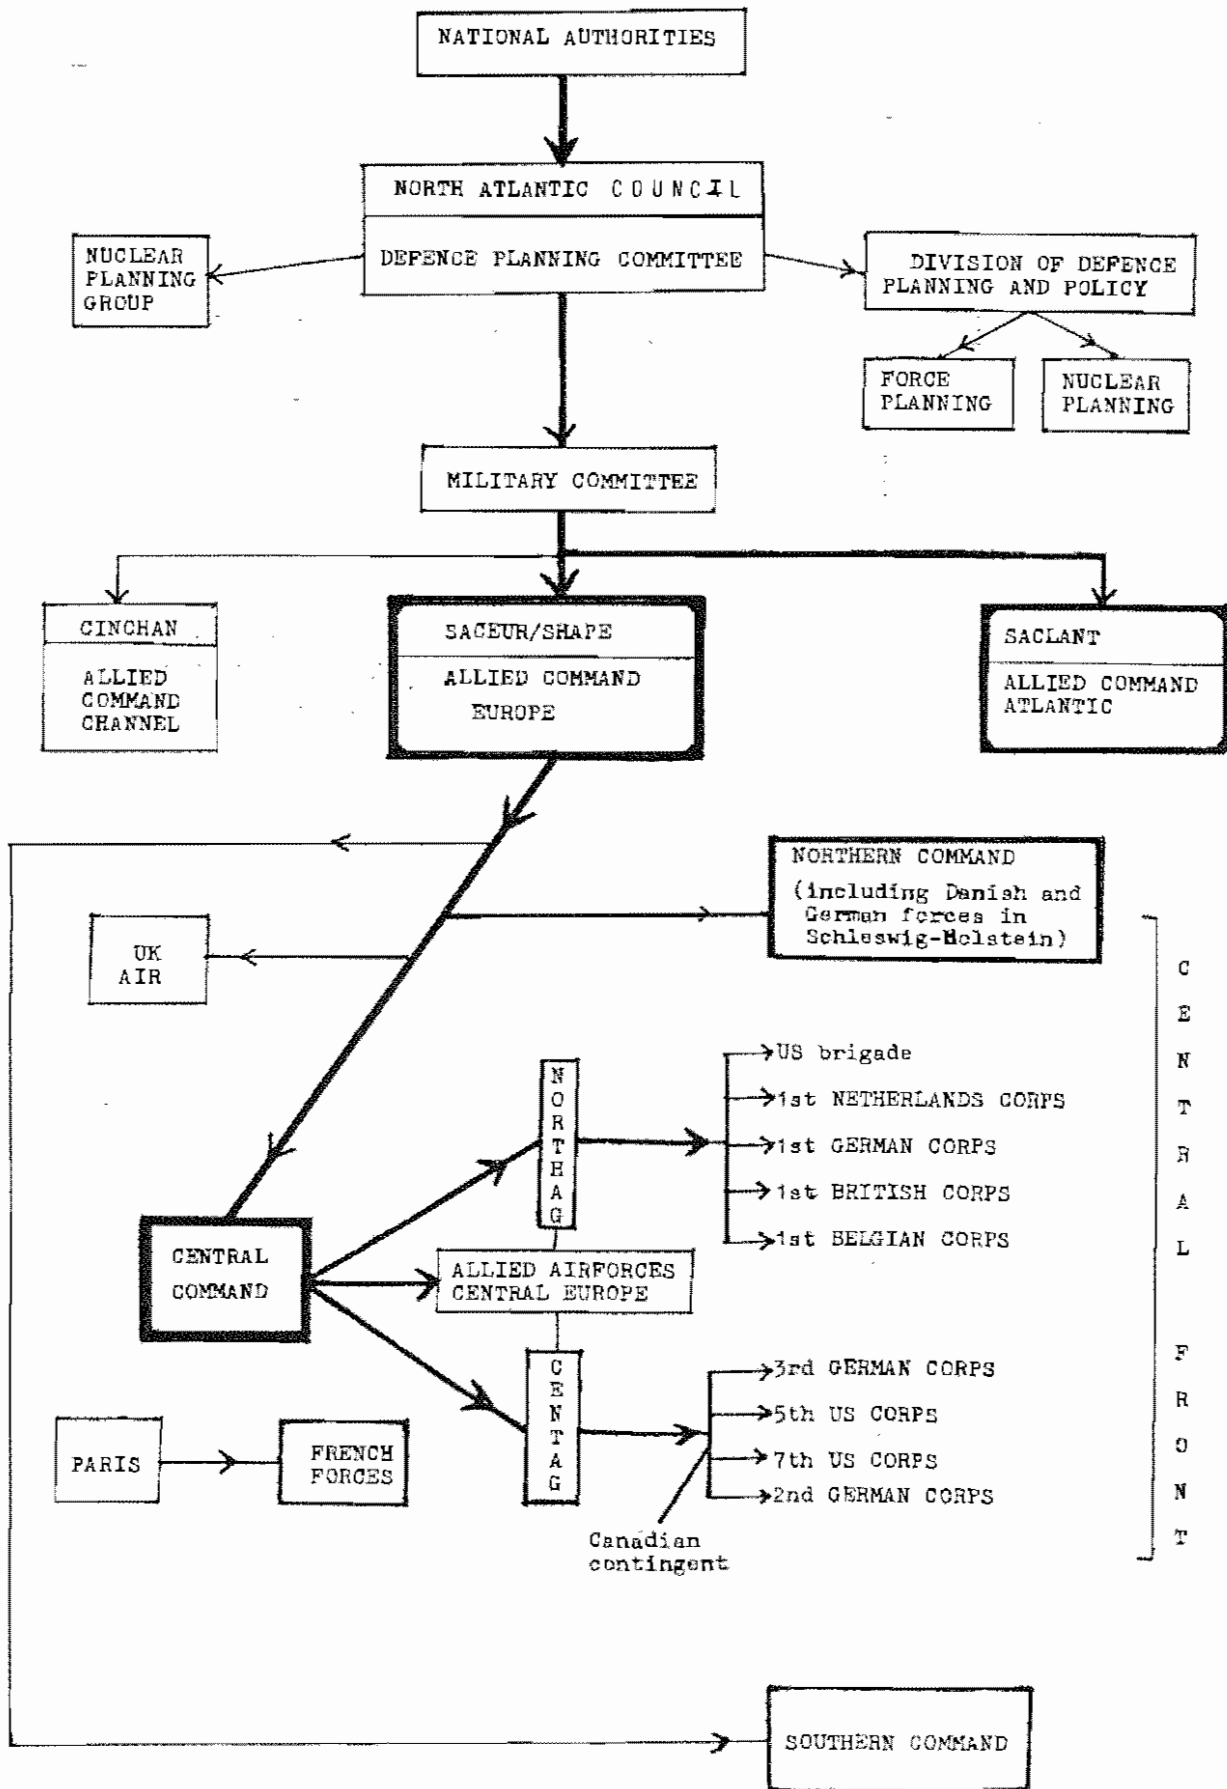 NATIONAL AUTHORITIES
NORTH ATLANTIC COUNCIL
DEFENCE PLANNING COMMITTEE
NUCLEAR
PLANNING
GROUP
DIVISION OF DEFENCE
PLANNING AND POLICY
FORCE
PLANNING
NUCLEAR
PLANNING
MILITARY COMMITTEE
CINCHAN
ALLIED
COMMAND
CHANNEL
SACEUR/SHAPE
ALLIED COMMAND
EUROPE
SACLANT
ALLIED COMMAND
ATLANTIC
NORTHERN COMMAND
(including Danish and
German forces in
Schleswig-Holstein)
UK
AIR
CENTRAL FRONT
NORTHAG
US brigade
1st NETHERLANDS CORPS
1st GERMAN CORPS
1st BRITISH CORPS
1st BELGIAN CORPS
CENTRAL
COMMAND
ALLIED AIRFORCES
CENTRAL EUROPE
CENTAG
3rd GERMAN CORPS
5th US CORPS
7th US CORPS
2nd GERMAN CORPS
Canadian
contingent
PARIS
FRENCH
FORCES
SOUTHERN COMMAND